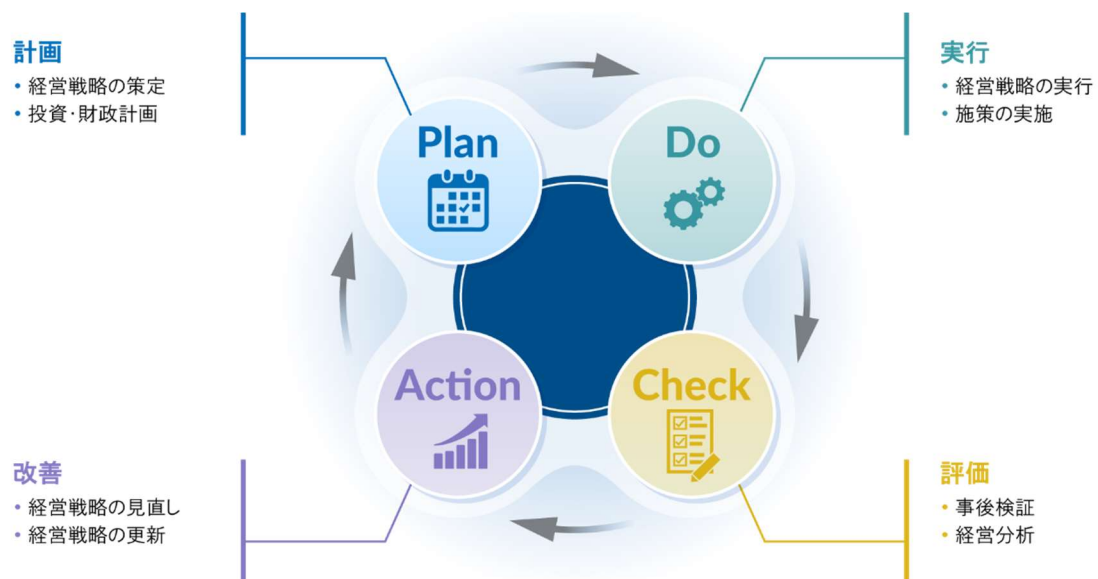 計画
・経営戦略の策定
・投資・財政計画
Plan
Do
実行
・経営戦略の実行
・施策の実施
改善
・経営戦略の見直し
・経営戦略の更新
Action
Check
評価
・事後検証
・経営分析